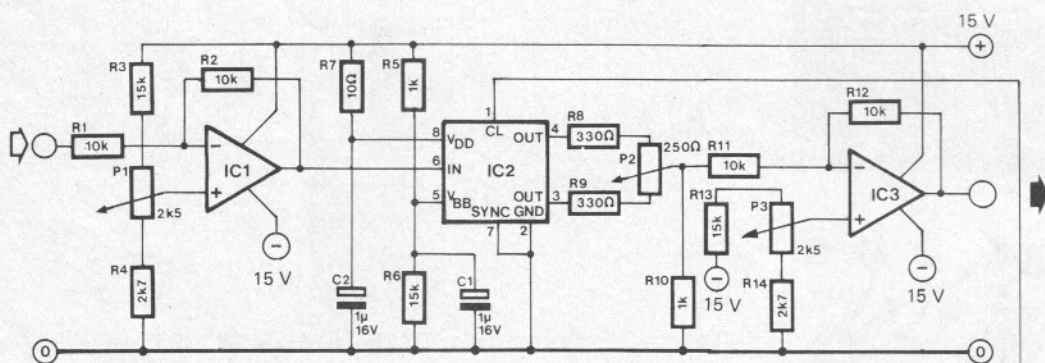 15 V
+
R3
15k
R2
10k
R7
10Ω
R5
1k
R12
10k
R1
10k
−
IC1
+
P1
2k5
1
CL
8
VDD
OUT
4
R8
330Ω
6
IN
IC2
P2
250Ω
R11
10k
5
VBB
OUT
3
R9
330Ω
SYNC
GND
7
2
−
IC3
+
R13
15k
P3
2k5
−
15 V
R4
2k7
C2
1µ
16V
R6
15k
C1
1µ
16V
R10
1k
−
15 V
R14
2k7
−
15 V
0
0